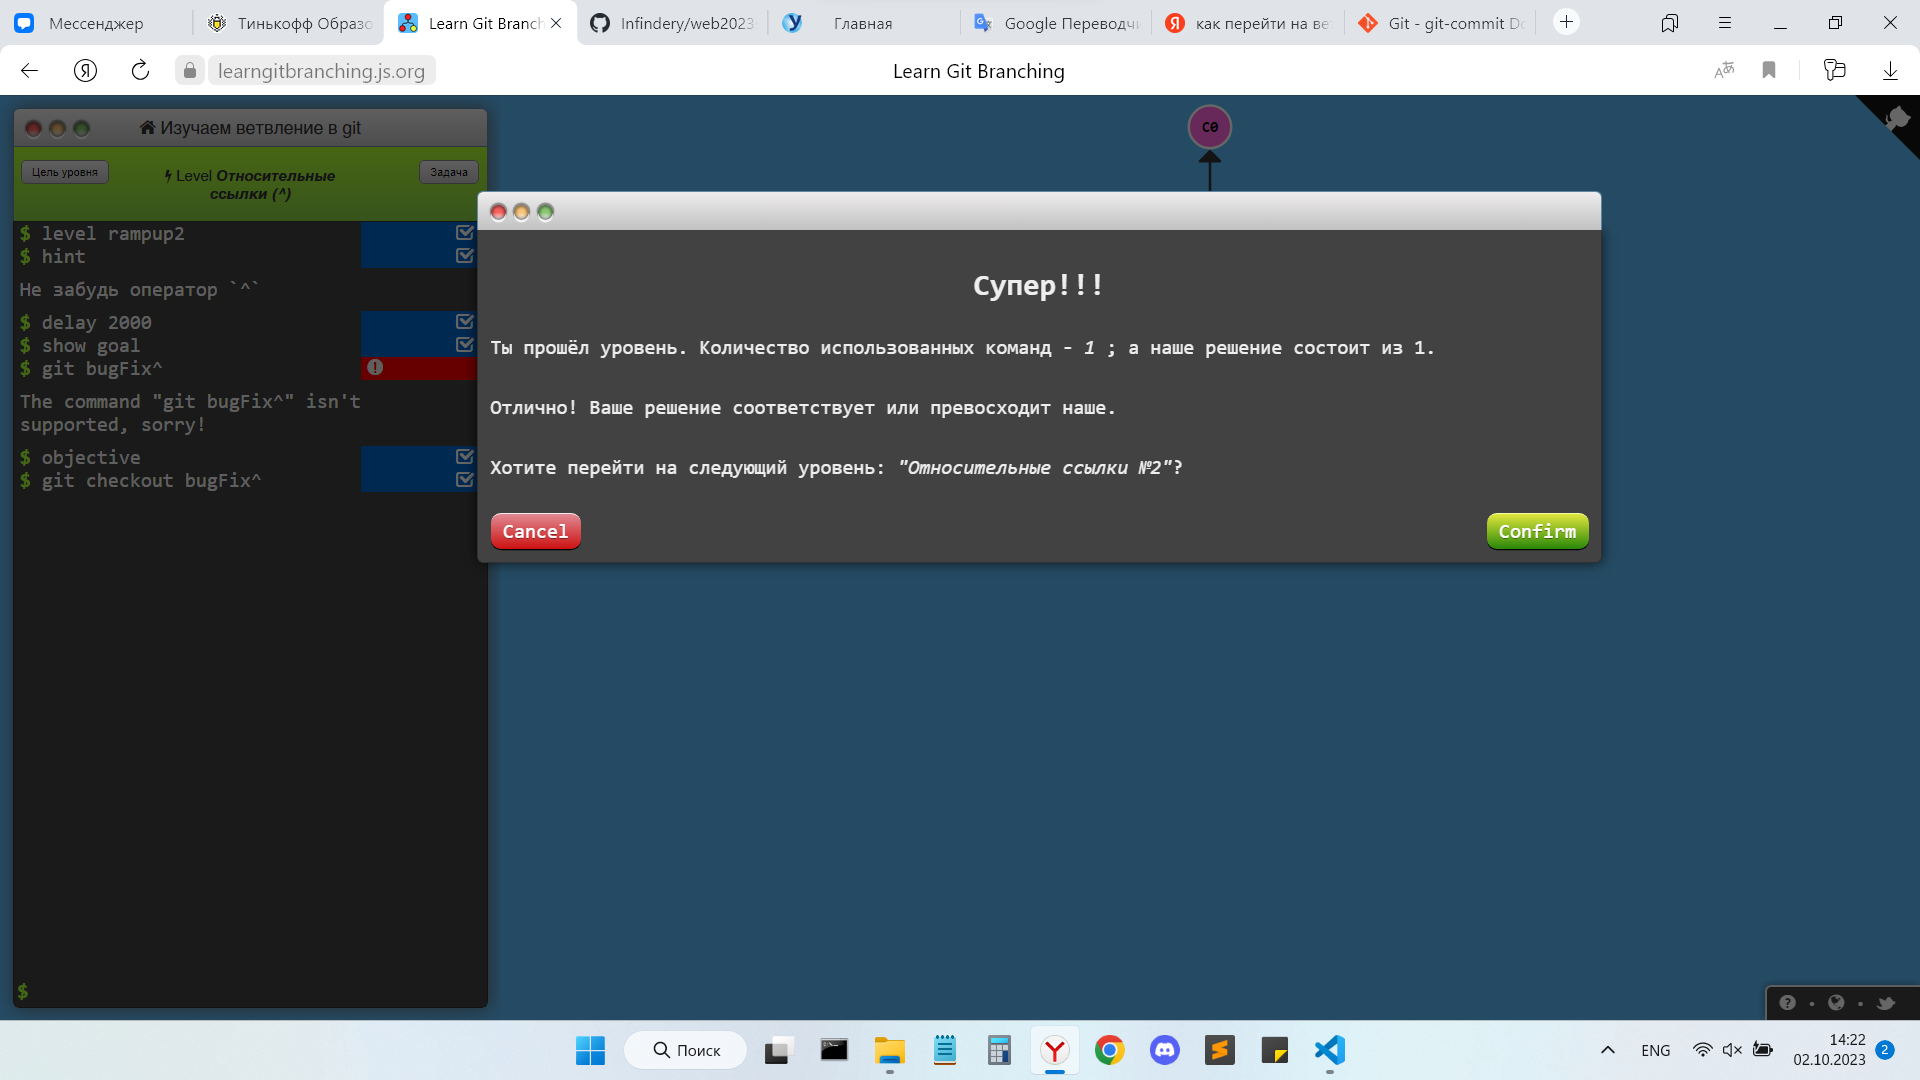 Мессенджер
Тинькофф Образо
Learn Git Branch
Infindery/web2023
Главная
Google Переводчи
как перейти на ве
Git - git-commit Do
learngitbranching.js.org
Learn Git Branching
Изучаем ветвление в git
Цель уровня
Level Относительные ссылки (^)
Задача
$ level rampup2
$ hint
Не забудь оператор `^`
$ delay 2000
$ show goal
$ git bugFix^
The command "git bugFix^" isn't
supported, sorry!
$ objective
$ git checkout bugFix^
$
C0
Супер!!!
Ты прошёл уровень. Количество использованных команд - 1 ; а наше решение состоит из 1.
Отлично! Ваше решение соответствует или превосходит наше.
Хотите перейти на следующий уровень: "Относительные ссылки №2"?
Cancel
Confirm
Поиск
ENG
14:22
02.10.2023
2